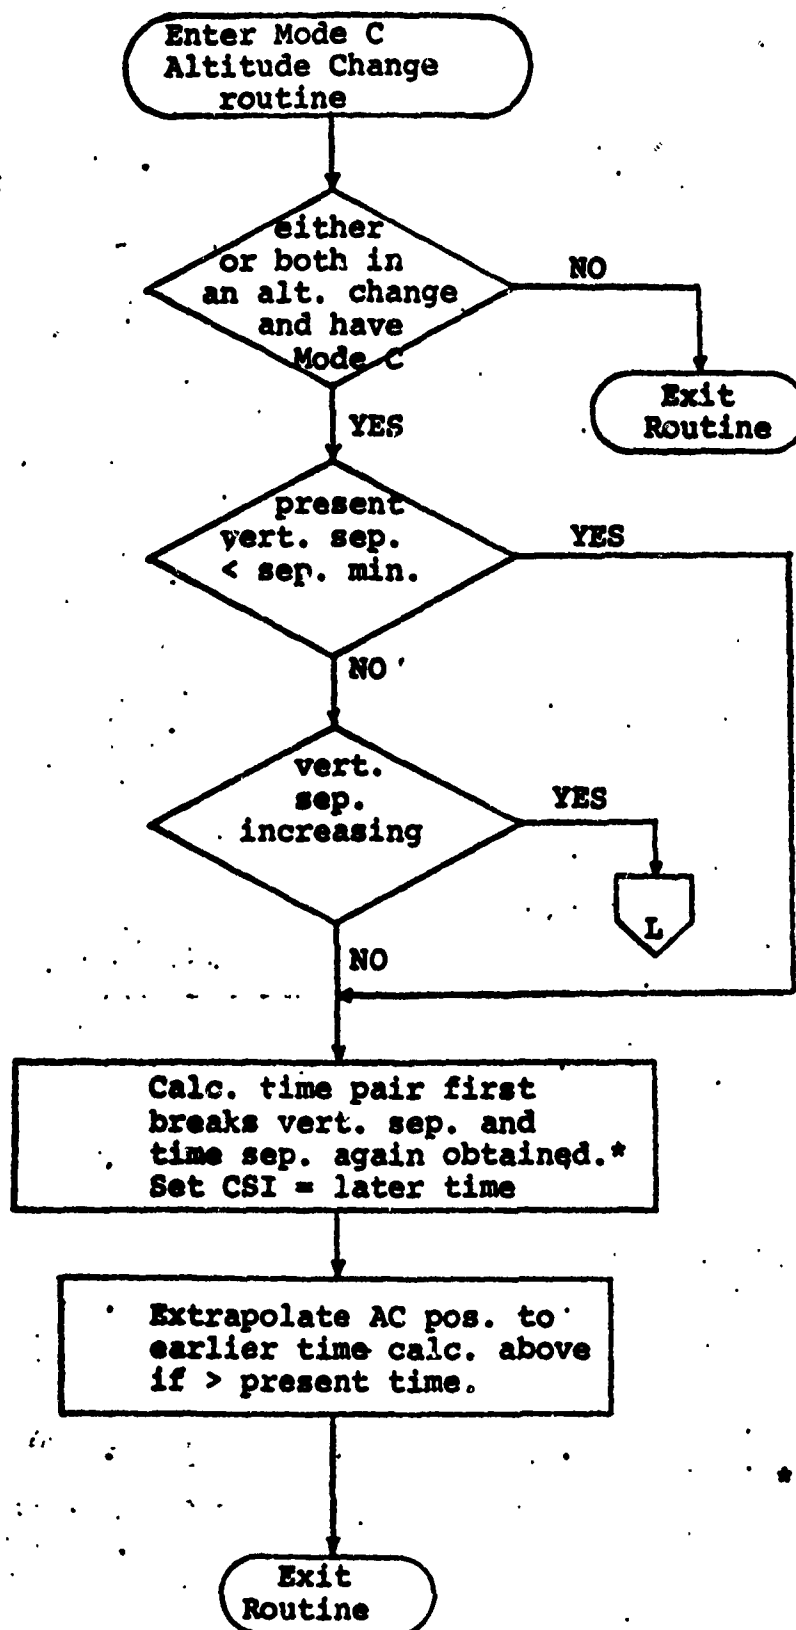 Enter Mode C
Altitude Change
routine
either
or both in
an alt. change
and have
Mode C
NO
Exit
Routine
YES
present
vert. sep.
< sep. min.
YES
NO
vert.
sep.
increasing
YES
L
NO
Calc. time pair first
breaks vert. sep. and
time sep. again obtained.*
Set CSI = later time
Extrapolate AC pos. to
earlier time calc. above
if > present time.
*
Exit
Routine